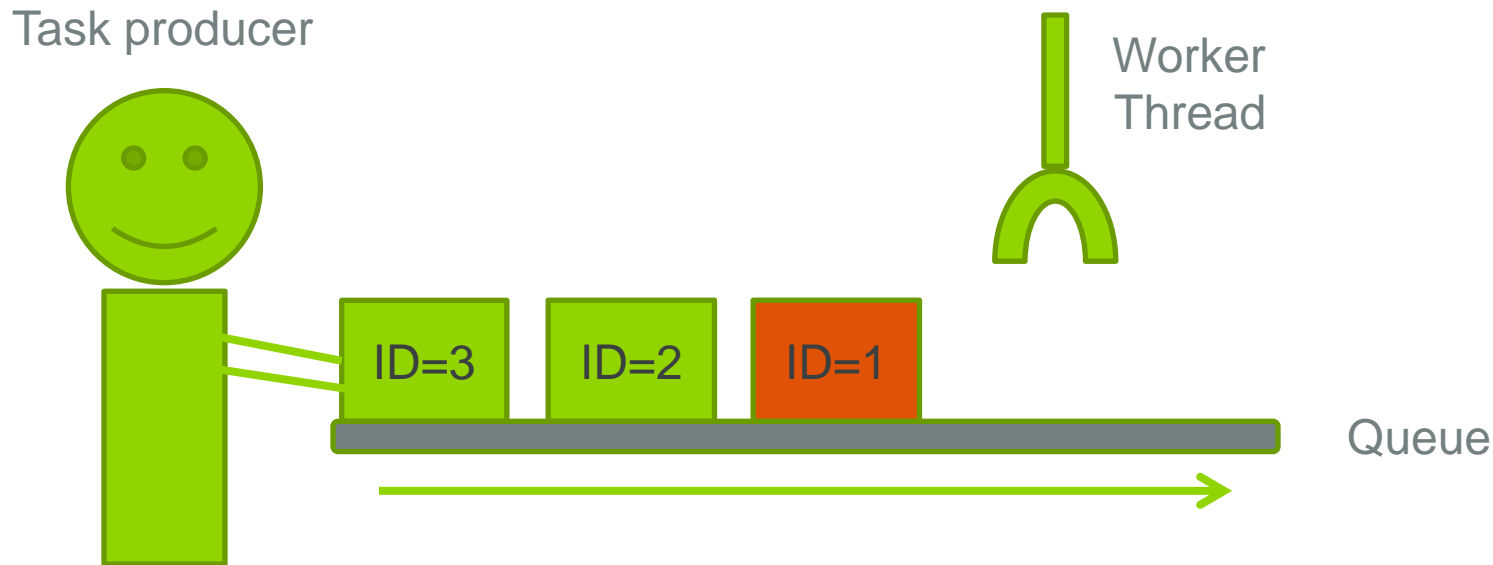 Task producer
Worker
Thread
ID=3
ID=2
ID=1
Queue